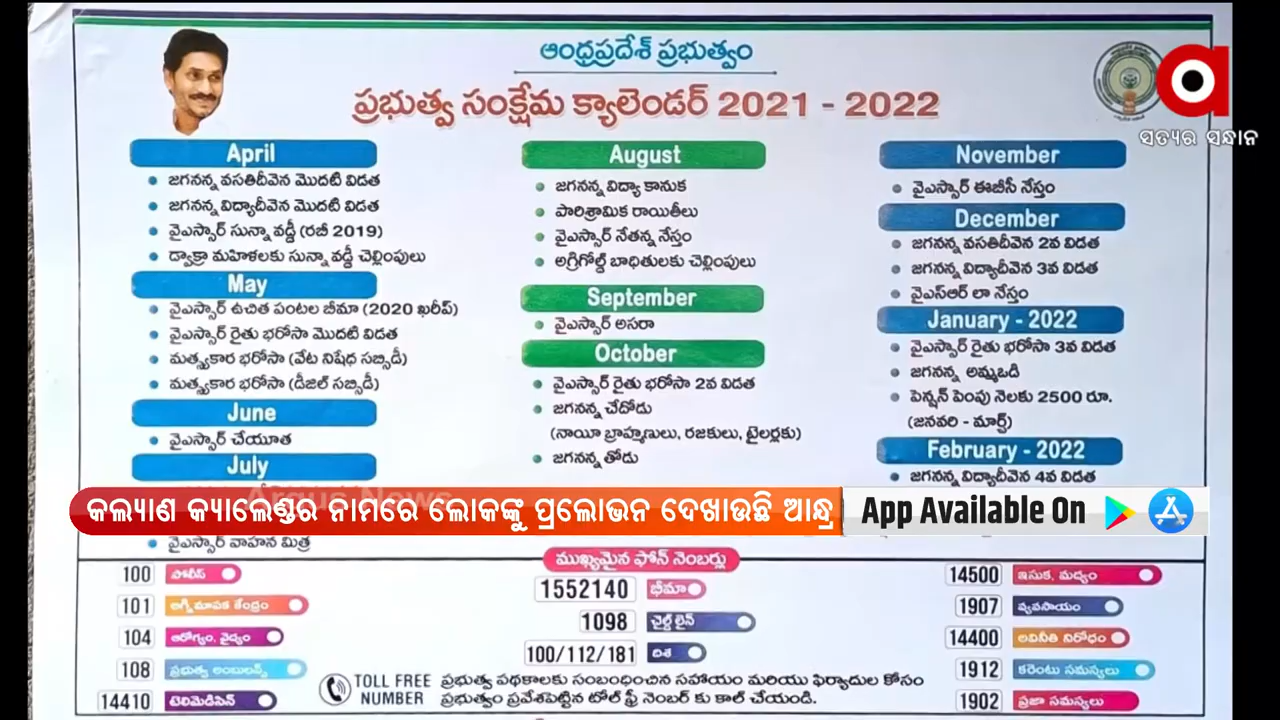 ఆంధ్రప్రదేశ్ ప్రభుత్వం
ప్రభుత్వ సంక్షేమ క్యాలెండర్ 2021 - 2022
ସତ୍ୟର ସନ୍ଧାନ
April
జగనన్న వసతిదీవెన మొదటి విడత
జగనన్న విద్యాదీవెన మొదటి విడత
వైఎస్సార్ సున్నా వడ్డీ (రబీ 2019)
డ్వాక్రా మహిళలకు సున్నా వడ్డీ చెల్లింపులు
May
వైఎస్సార్ ఉచిత పంటల బీమా (2020 ఖరీఫ్)
వైఎస్సార్ రైతు భరోసా మొదటి విడత
మత్స్యకార భరోసా (వేట నిషేధ సబ్సిడీ)
మత్స్యకార భరోసా (డీజిల్ సబ్సిడీ)
June
వైఎస్సార్ చేయూత
July
వైఎస్సార్ వాహన మిత్ర
August
జగనన్న విద్యా కానుక
పారిశ్రామిక రాయితీలు
వైఎస్సార్ నేతన్న నేస్తం
అగ్రిగోల్డ్ బాధితులకు చెల్లింపులు
September
వైఎస్సార్ అసరా
October
వైఎస్సార్ రైతు భరోసా 2వ విడత
జగనన్న చేదోడు
(నాయీ బ్రాహ్మణులు, రజకులు, టైలర్లకు)
జగనన్న తోడు
November
వైఎస్సార్ ఈబీసీ నేస్తం
December
జగనన్న వసతిదీవెన 2వ విడత
జగనన్న విద్యాదీవెన 3వ విడత
వైఎస్ఆర్ లా నేస్తం
January - 2022
వైఎస్సార్ రైతు భరోసా 3వ విడత
జగనన్న అమ్మఒడి
పెన్షన్ పెంపు నెలకు 2500 రూ.
(జనవరి - మార్చ్)
February - 2022
జగనన్న విద్యాదీవెన 4వ విడత
Argus News
କଲ୍ୟାଣ କ୍ୟାଲେଣ୍ଡର ନାମରେ ଲୋକଙ୍କୁ ପ୍ରଲୋଭନ ଦେଖାଉଛି ଆନ୍ଧ୍ର
App Available On
ముఖ్యమైన ఫోన్ నెంబర్లు
100 పోలీస్
101 అగ్నిమాపక కేంద్రం
104 ఆరోగ్యం, వైద్యం
108 ప్రభుత్వ అంబులెన్స్
14410 టెలిమెడిసిన్
1552140 భీమా
1098 చైల్డ్ లైన్
100/112/181 దిశ
14500 ఇసుక, మద్యం
1907 వ్యవసాయం
14400 అవినీతి నిరోధం
1912 కరెంటు సమస్యలు
1902 ప్రజా సమస్యలు
TOLL FREE NUMBER
ప్రభుత్వ పథకాలకు సంబంధించిన సహాయం మరియు ఫిర్యాదుల కోసం
ప్రభుత్వం ప్రవేశపెట్టిన టోల్ ఫ్రీ నెంబర్ కు కాల్ చేయండి.